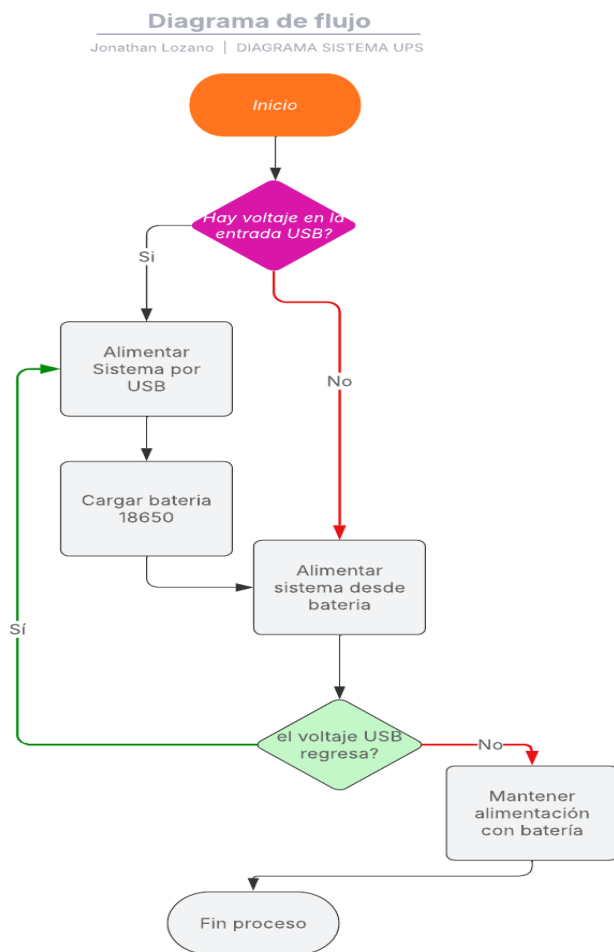 Diagrama de flujo
Jonathan Lozano | DIAGRAMA SISTEMA UPS
Inicio
Hay voltaje en la
entrada USB?
Si
Alimentar
Sistema por
USB
No
Cargar bateria
18650
Alimentar
sistema desde
bateria
Sí
el voltaje USB
regresa?
No
Mantener
alimentación
con batería
Fin proceso